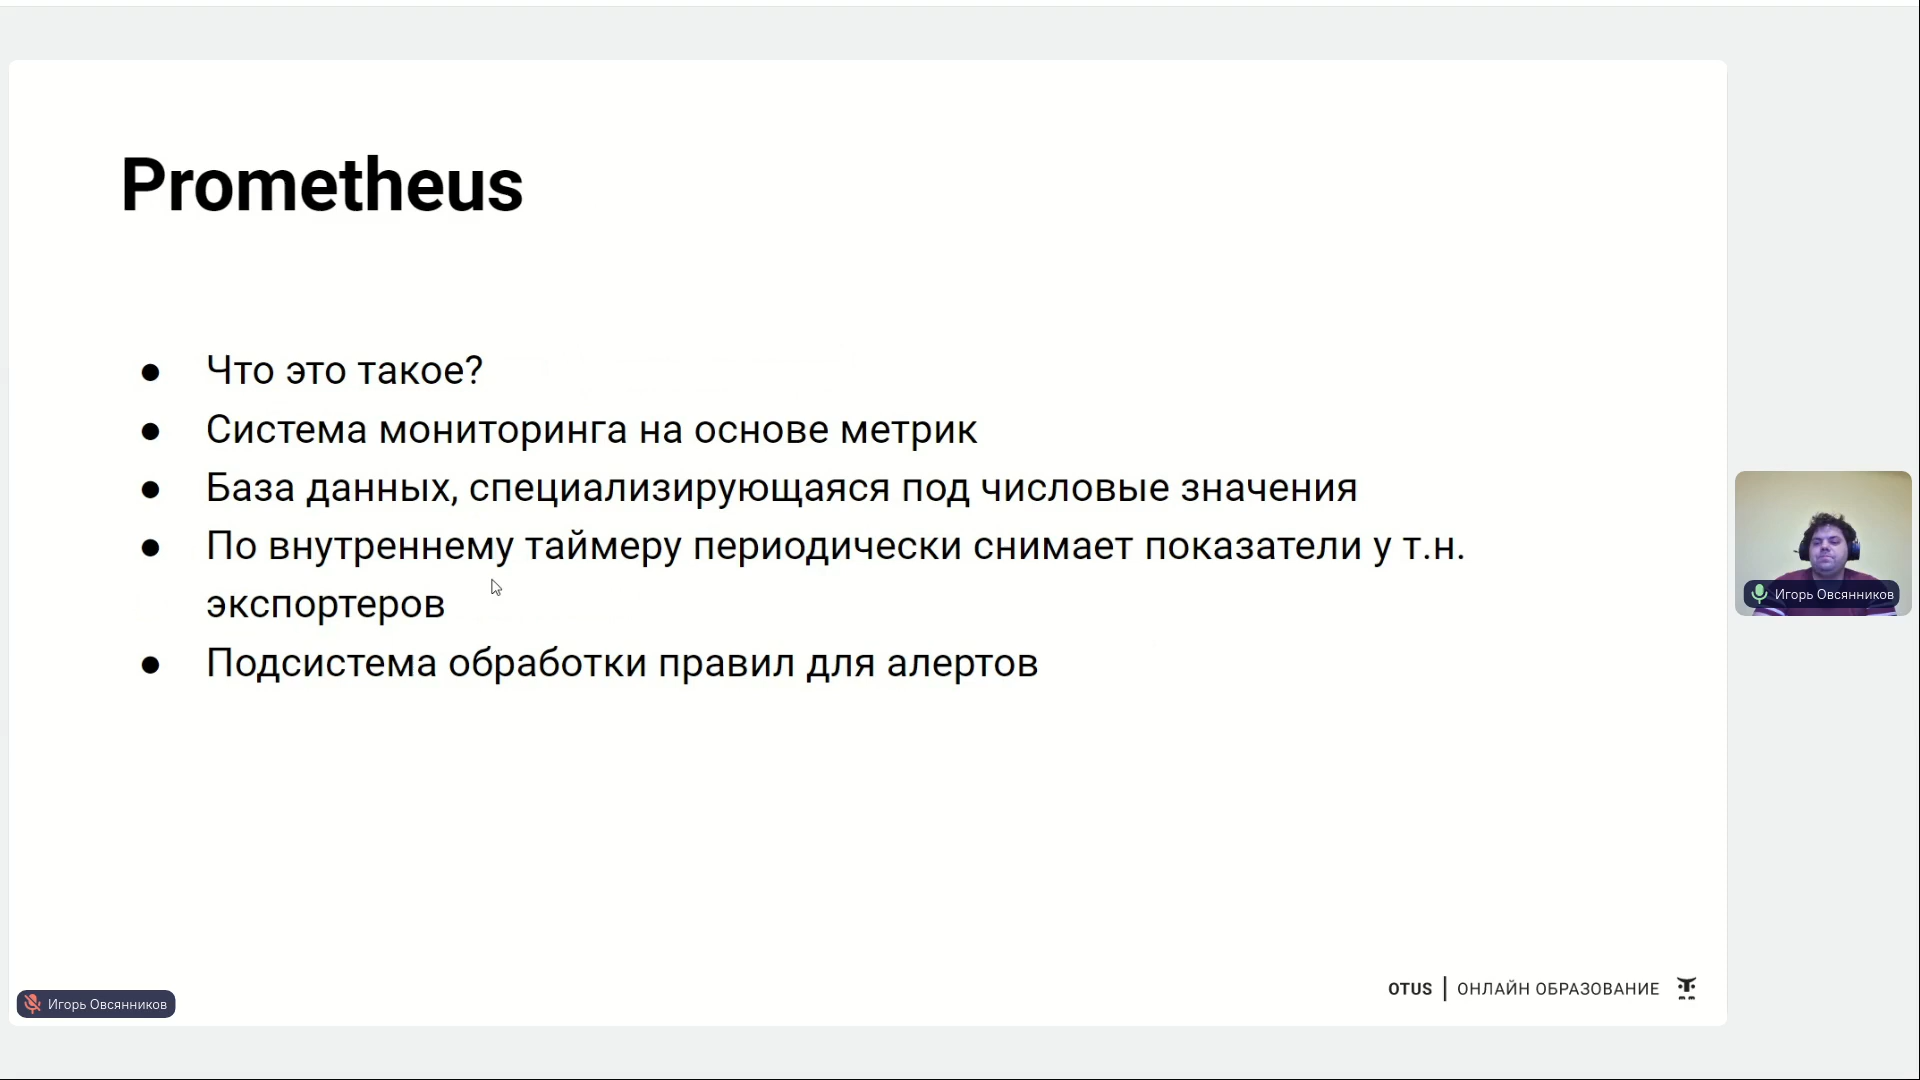 Prometheus
● Что это такое?
● Система мониторинга на основе метрик
● База данных, специализирующаяся под числовые значения
● По внутреннему таймеру периодически снимает показатели у т.н.
экспортеров
● Подсистема обработки правил для алертов
Игорь Овсянников
OTUS | ОНЛАЙН ОБРАЗОВАНИЕ
Игорь Овсянников